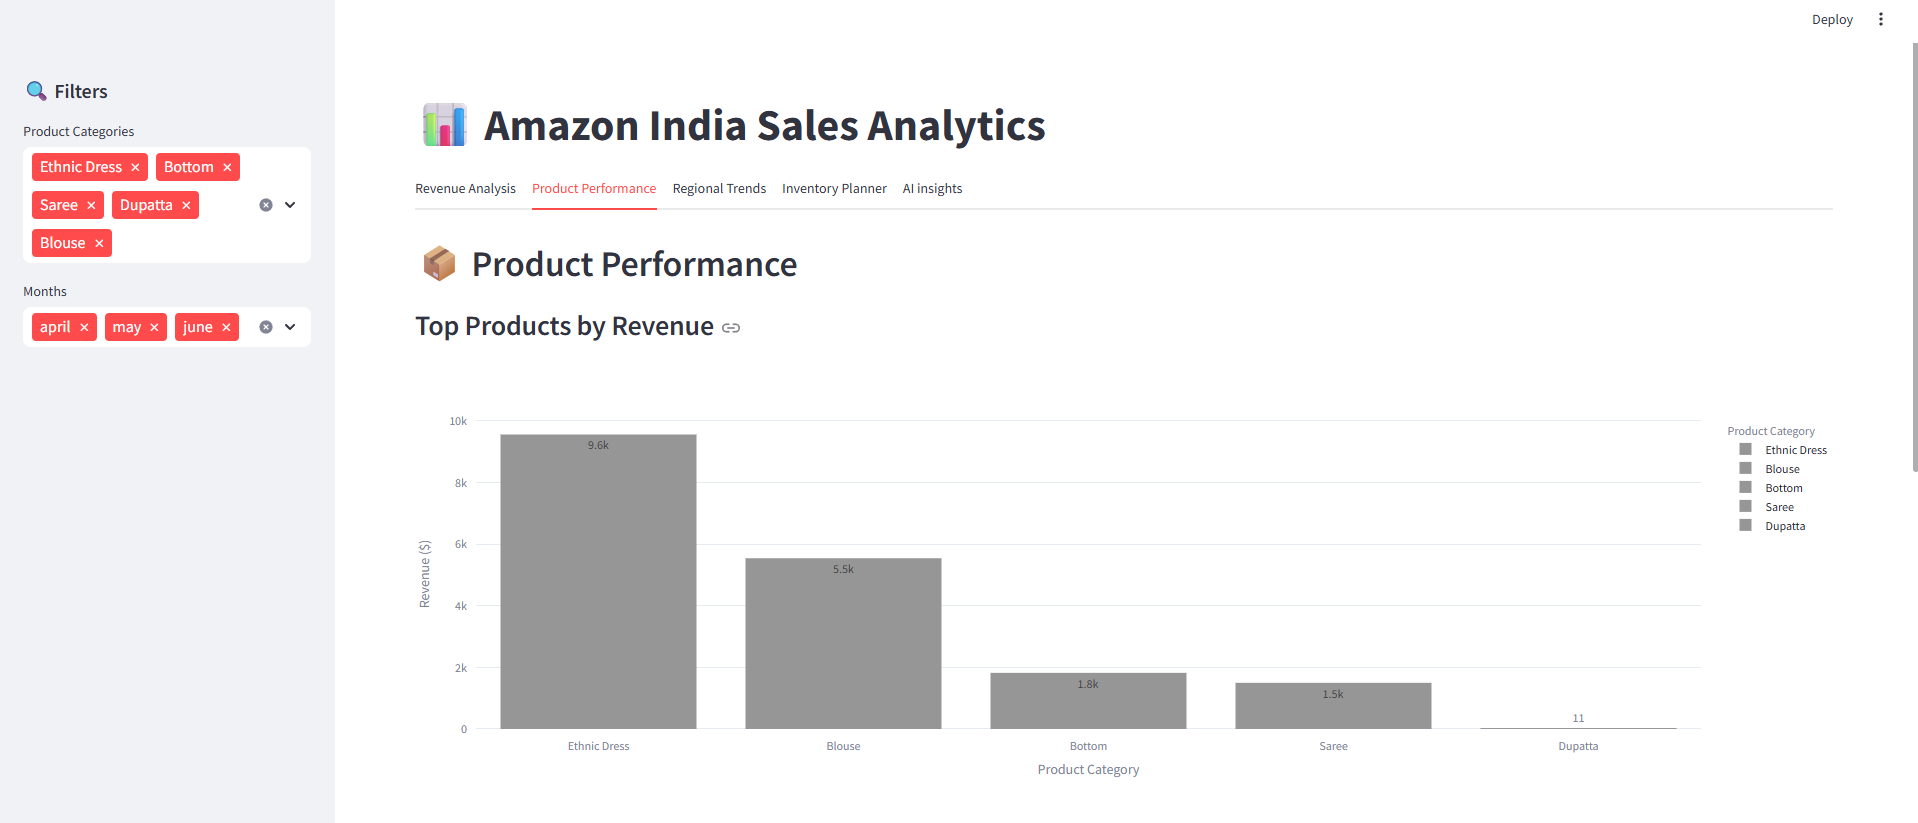 Deploy
Filters
Product Categories
Ethnic Dress × Bottom ×
Saree × Dupatta ×
Blouse ×
Months
april × may × june ×
Amazon India Sales Analytics
Revenue Analysis Product Performance Regional Trends Inventory Planner AI insights
Product Performance
Top Products by Revenue
10k
8k
6k
4k
2k
0
Revenue ($)
9.6k
5.5k
1.8k
1.5k
11
Ethnic Dress Blouse Bottom Saree Dupatta
Product Category
Product Category
Ethnic Dress
Blouse
Bottom
Saree
Dupatta